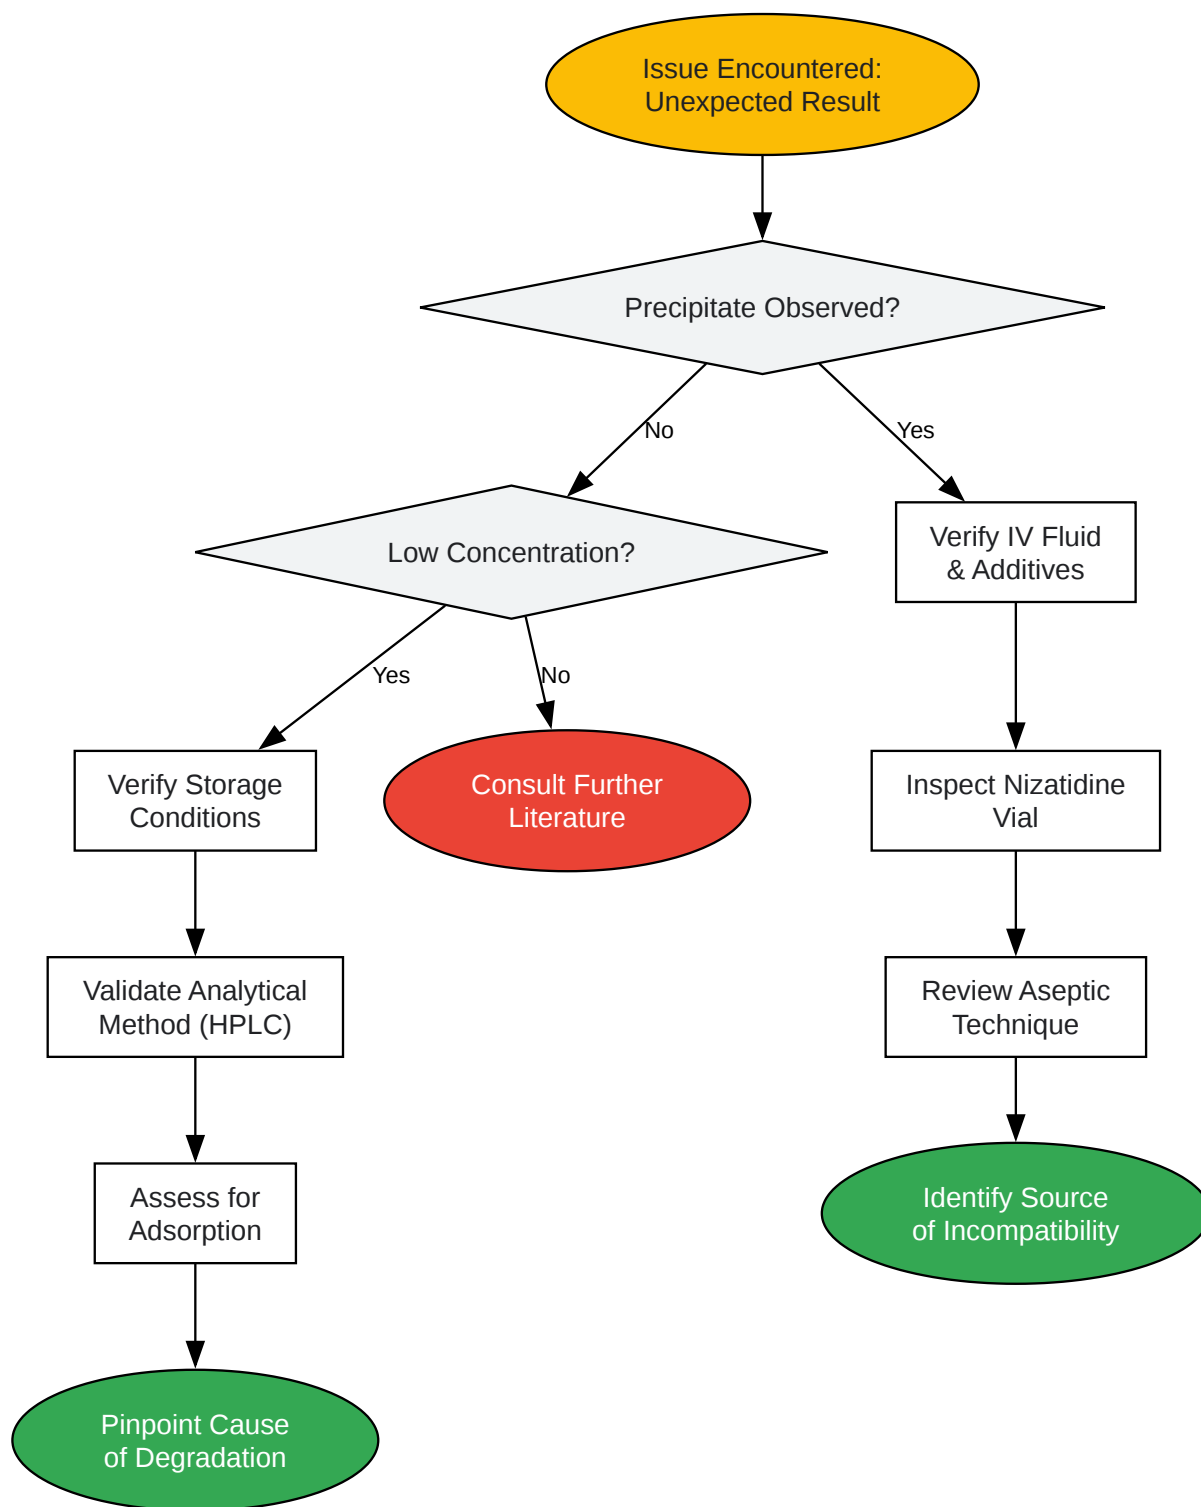 Issue Encountered:
Unexpected Result
Precipitate Observed?
No
Yes
Low Concentration?
Verify IV Fluid
& Additives
Yes
No
Verify Storage
Conditions
Consult Further
Literature
Inspect Nizatidine
Vial
Validate Analytical
Method (HPLC)
Review Aseptic
Technique
Assess for
Adsorption
Identify Source
of Incompatibility
Pinpoint Cause
of Degradation